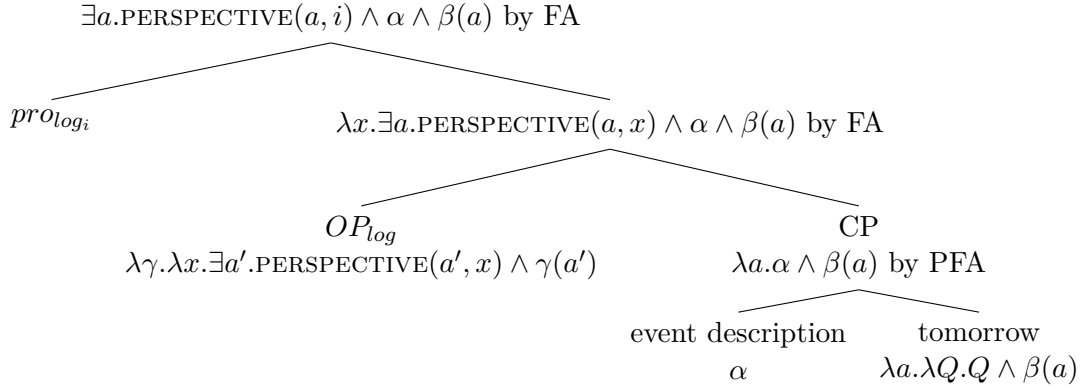 ∃a.PERSPECTIVE(a, i) ∧ α ∧ β(a) by FA
pro_{log_i}
λx.∃a.PERSPECTIVE(a, x) ∧ α ∧ β(a) by FA
OP_{log}
λγ.λx.∃a′.PERSPECTIVE(a′, x) ∧ γ(a′)
CP
λa.α ∧ β(a) by PFA
event description
α
tomorrow
λa.λQ.Q ∧ β(a)